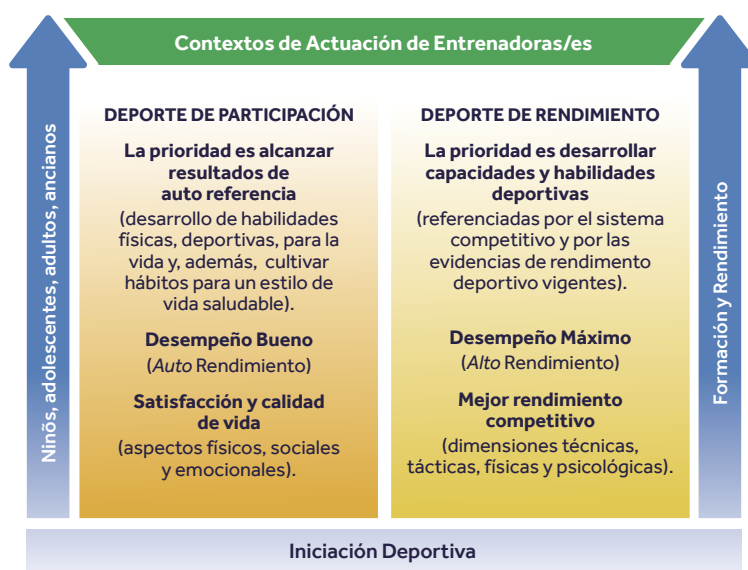 Contextos de Actuación de Entrenadoras/es
Ninõs, adolescentes, adultos, ancianos
DEPORTE DE PARTICIPACIÓN
La prioridad es alcanzar
resultados de
auto referencia
(desarrollo de habilidades
físicas, deportivas, para la
vida y, además, cultivar
hábitos para un estilo de
vida saludable).
Desempeño Bueno
(Auto Rendimiento)
Satisfacción y calidad
de vida
(aspectos físicos, sociales
y emocionales).
DEPORTE DE RENDIMIENTO
La prioridad es desarrollar
capacidades y habilidades
deportivas
(referenciadas por el sistema
competitivo y por las
evidencias de rendimento
deportivo vigentes).
Desempeño Máximo
(Alto Rendimiento)
Mejor rendimiento
competitivo
(dimensiones técnicas,
tácticas, físicas y psicológicas).
Formación y Rendimiento
Iniciación Deportiva